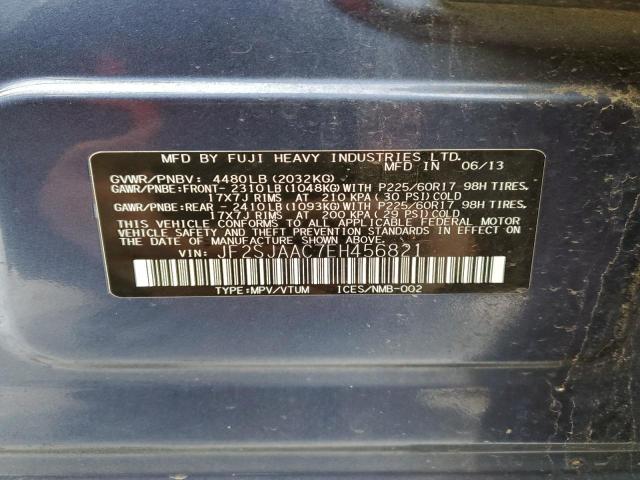 MFD BY FUJI HEAVY INDUSTRIES LTD.
MFD IN 06/13
GVWR/PNBV: 4480LB(2032KG)
GAWR/PNBE:FRONT-2310LB(1048KG)WITH P225/60R17 98H TIRES.
17X7J RIMS AT 210 KPA(30 PSI)COLD
GAWR/PNBE:REAR -2410LB(1093KG)WITH P225/60R17 98H TIRES.
17X7J RIMS AT 200 KPA(29 PSI)COLD
THIS VEHICLE CONFORMS TO ALL APPLICABLE FEDERAL MOTOR
VEHICLE SAFETY AND BUMPER STANDARDS IN EFFECT ON
THE DATE OF MANUFACTURE SHOWN ABOVE.
VIN: JF2SJAAC7EH456821
TYPE:MPV/VTUM ICES/NMB-002